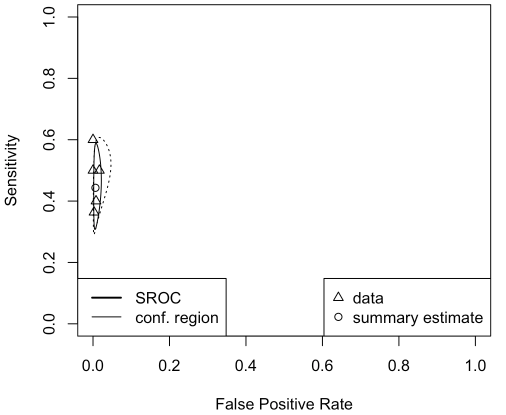 1.0
0.8
0.6
0.4
0.2
0.0
Sensitivity
SROC
conf. region
data
summary estimate
0.0 0.2 0.4 0.6 0.8 1.0
False Positive Rate